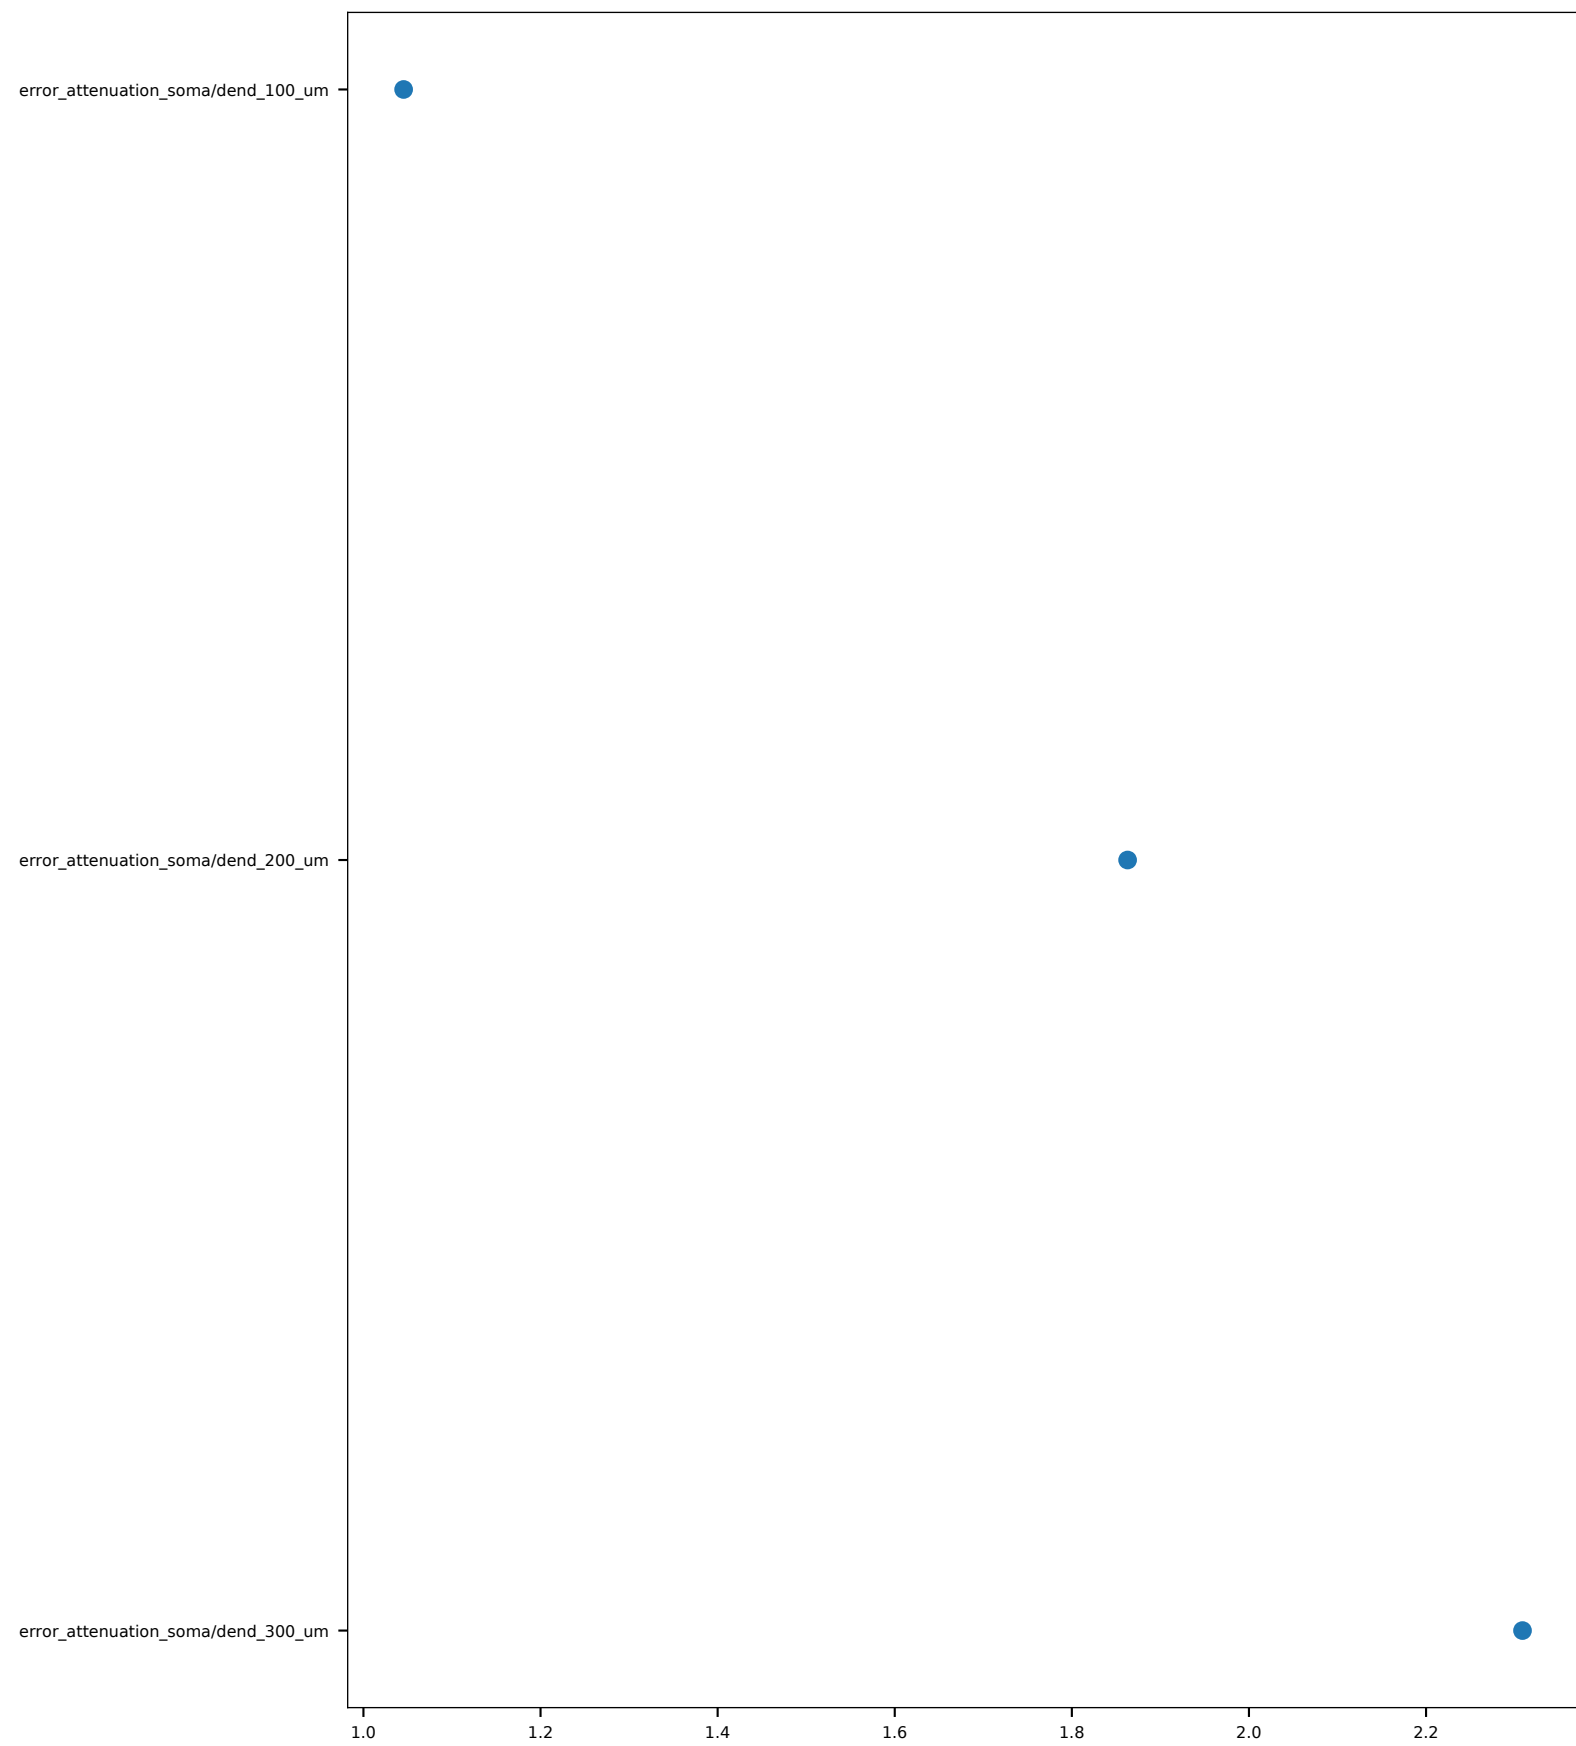 error_attenuation_soma/dend_100_um
error_attenuation_soma/dend_200_um
error_attenuation_soma/dend_300_um
1.0 1.2 1.4 1.6 1.8 2.0 2.2